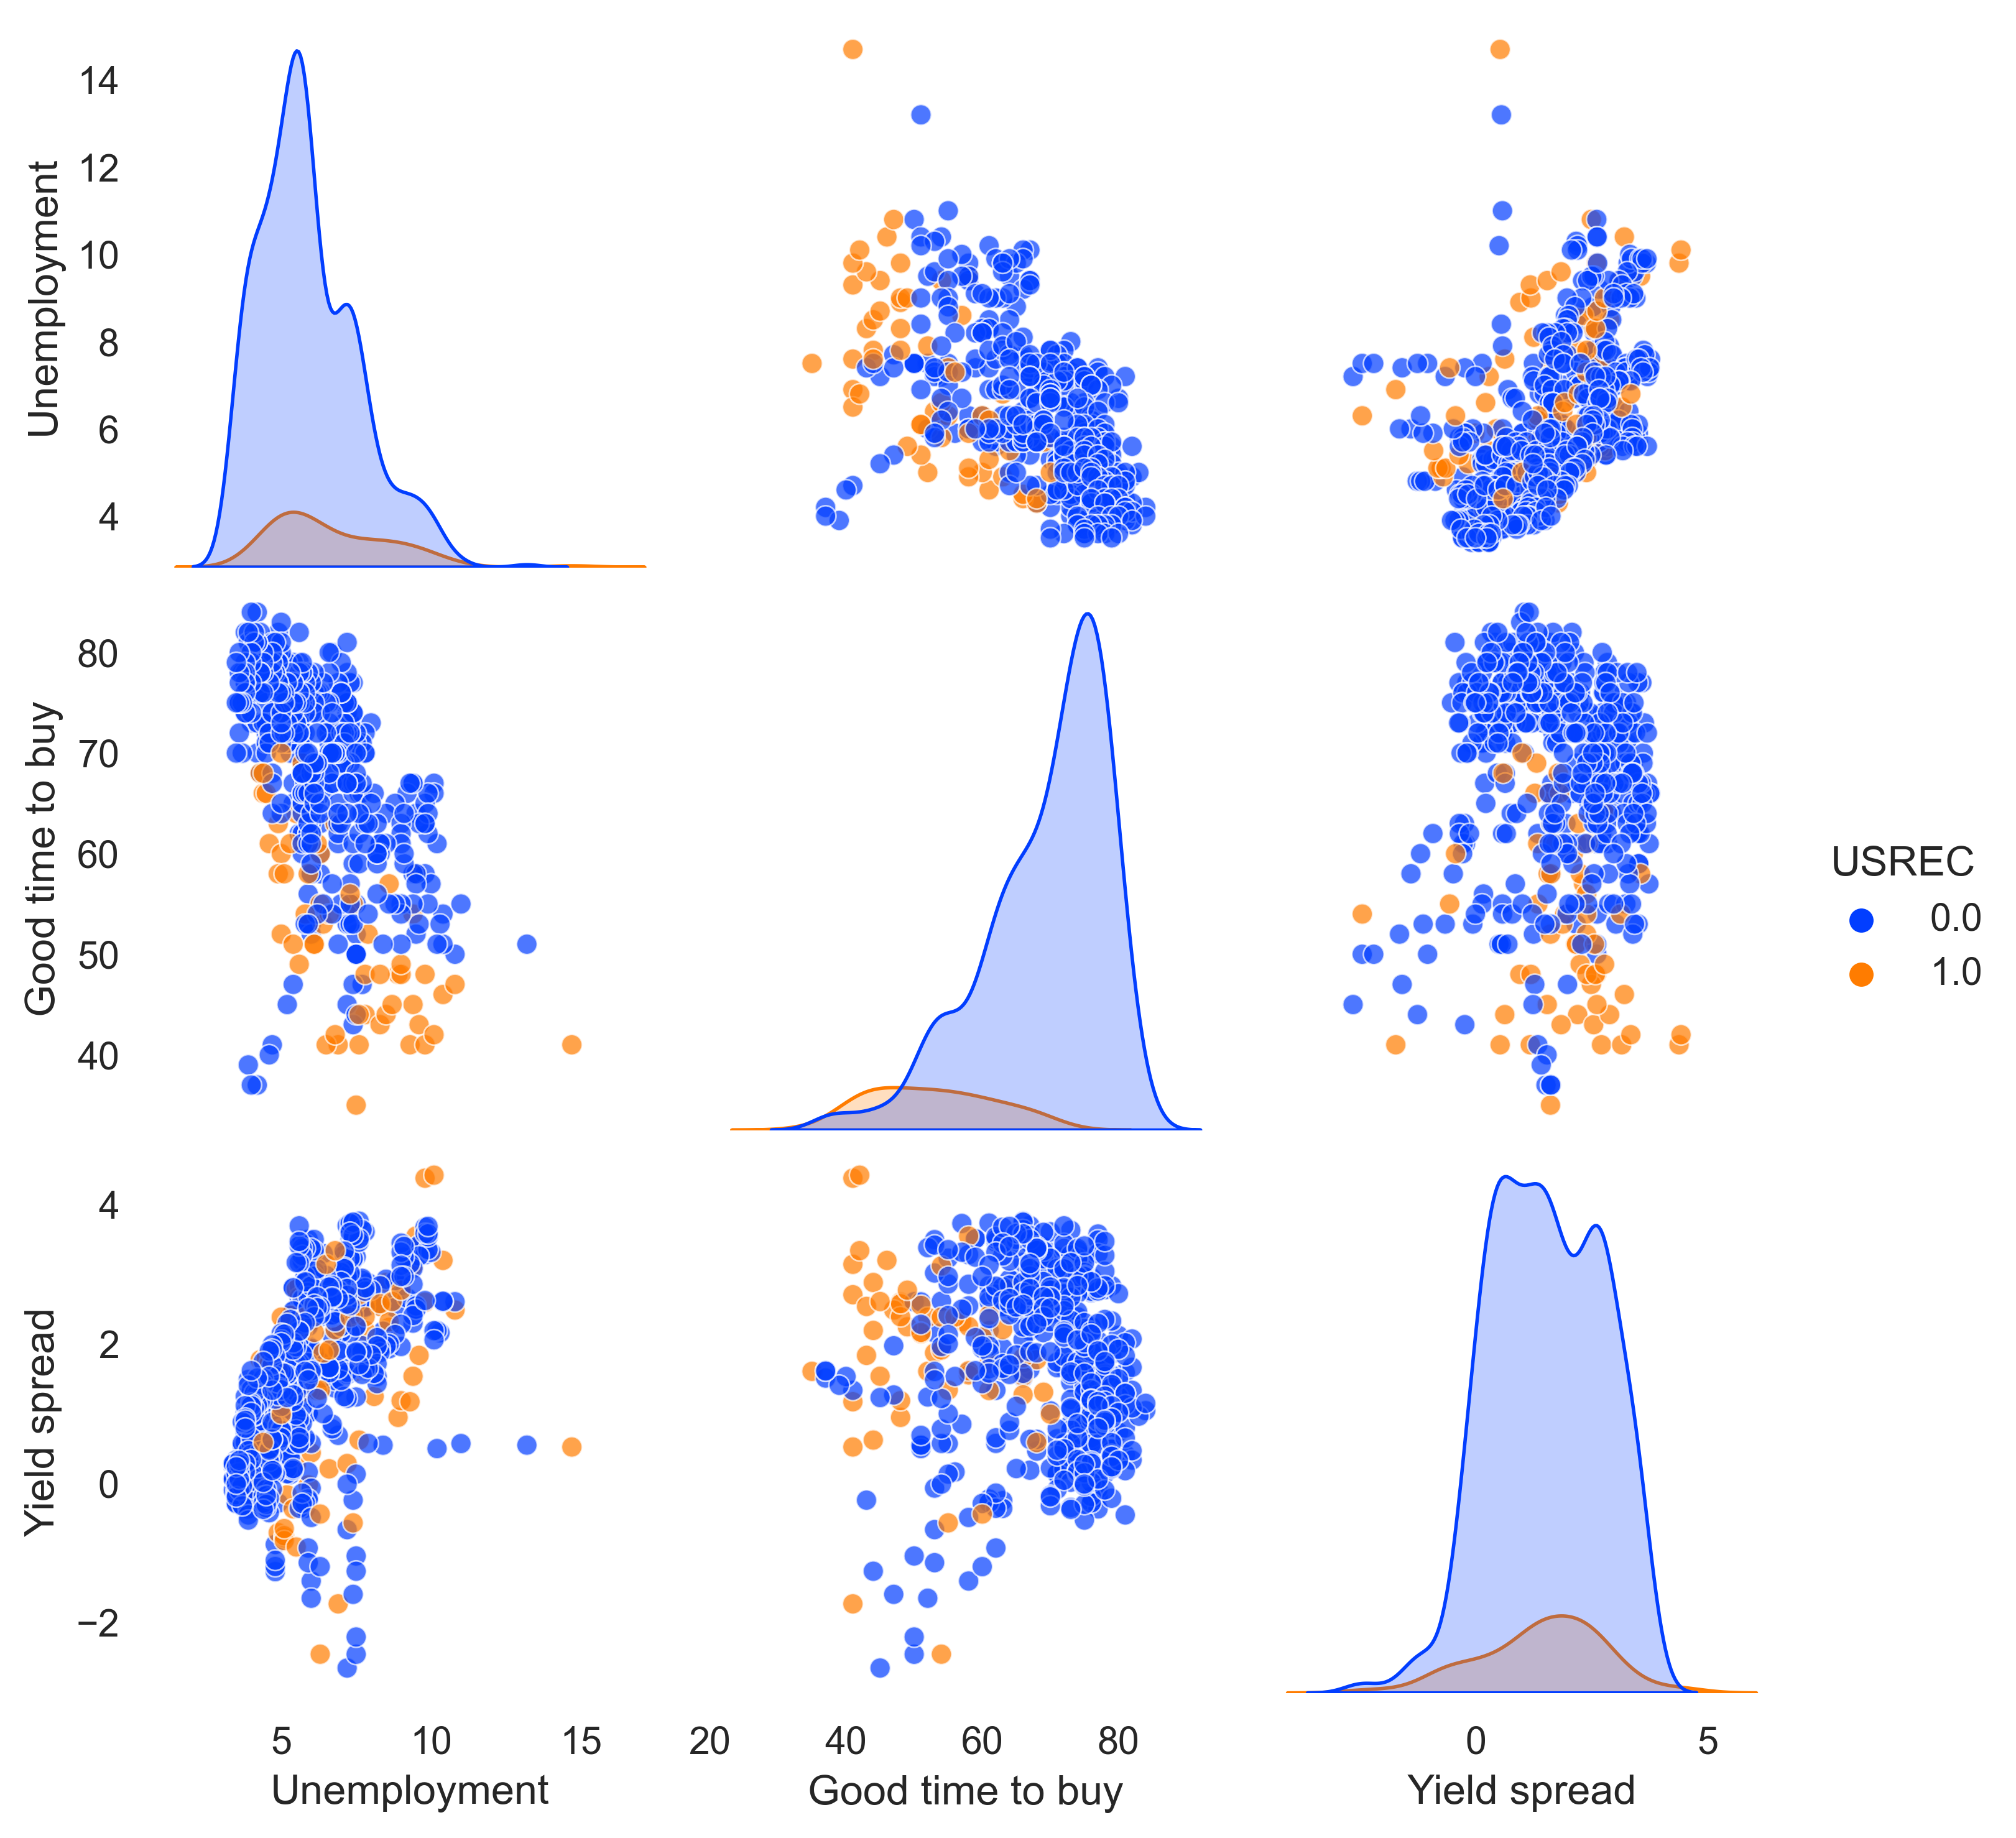 14
12
10
8
6
4
Unemployment
80
70
60
50
40
Good time to buy
USREC
0.0
1.0
4
2
0
−2
Yield spread
5 10 15 20 40 60 80 0 5
Unemployment Good time to buy Yield spread